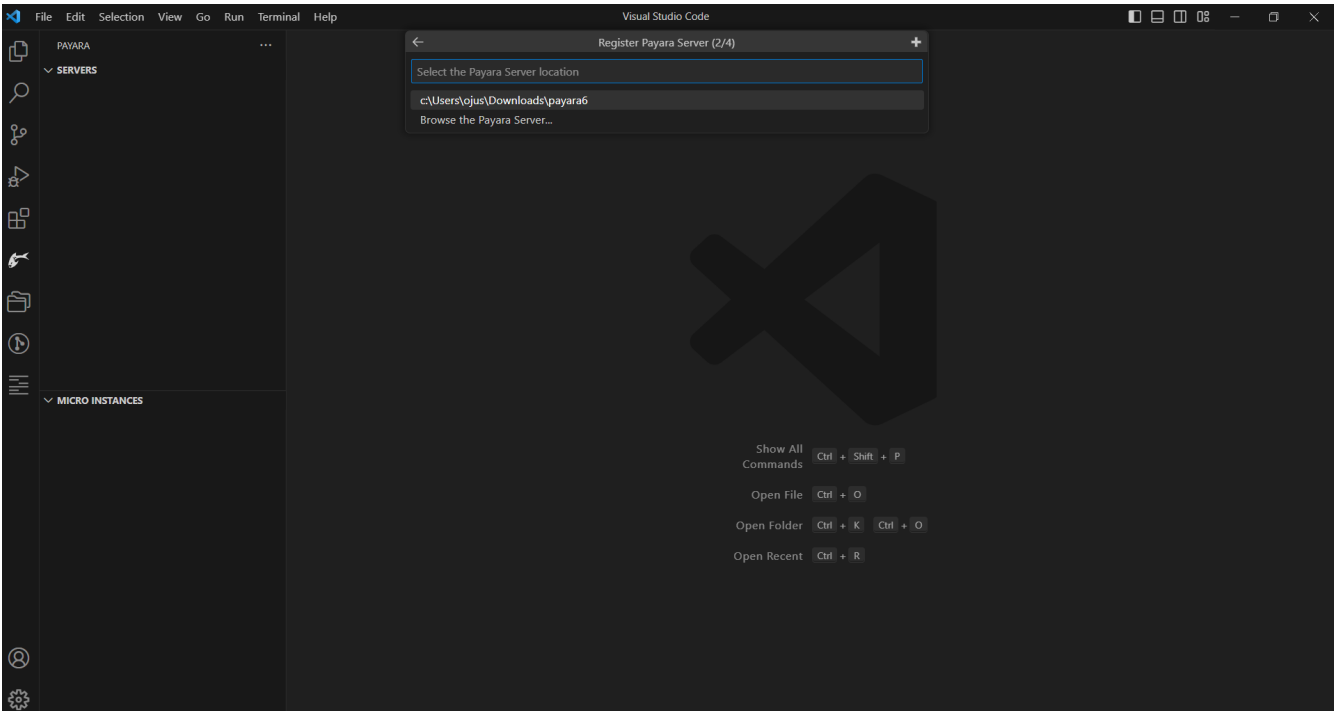 File Edit Selection View Go Run Terminal Help
Visual Studio Code
PAYARA
SERVERS
Register Payara Server (2/4)
Select the Payara Server location
c:\Users\ojus\Downloads\payara6
Browse the Payara Server...
MICRO INSTANCES
Show All Commands Ctrl + Shift + P
Open File Ctrl + O
Open Folder Ctrl + K Ctrl + O
Open Recent Ctrl + R